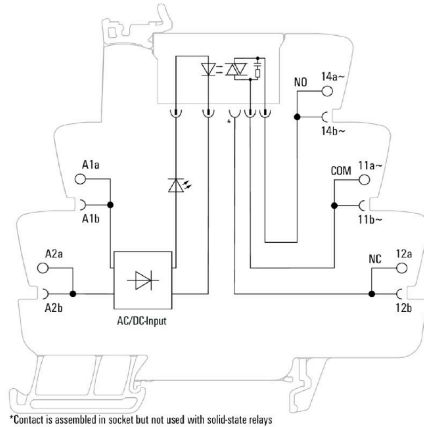 NO
14a~
14b~
*
A1a
A1b
COM
11a~
11b~
A2a
A2b
NC
12a
12b
AC/DC-Input
*Contact is assembled in socket but not used with solid-state relays